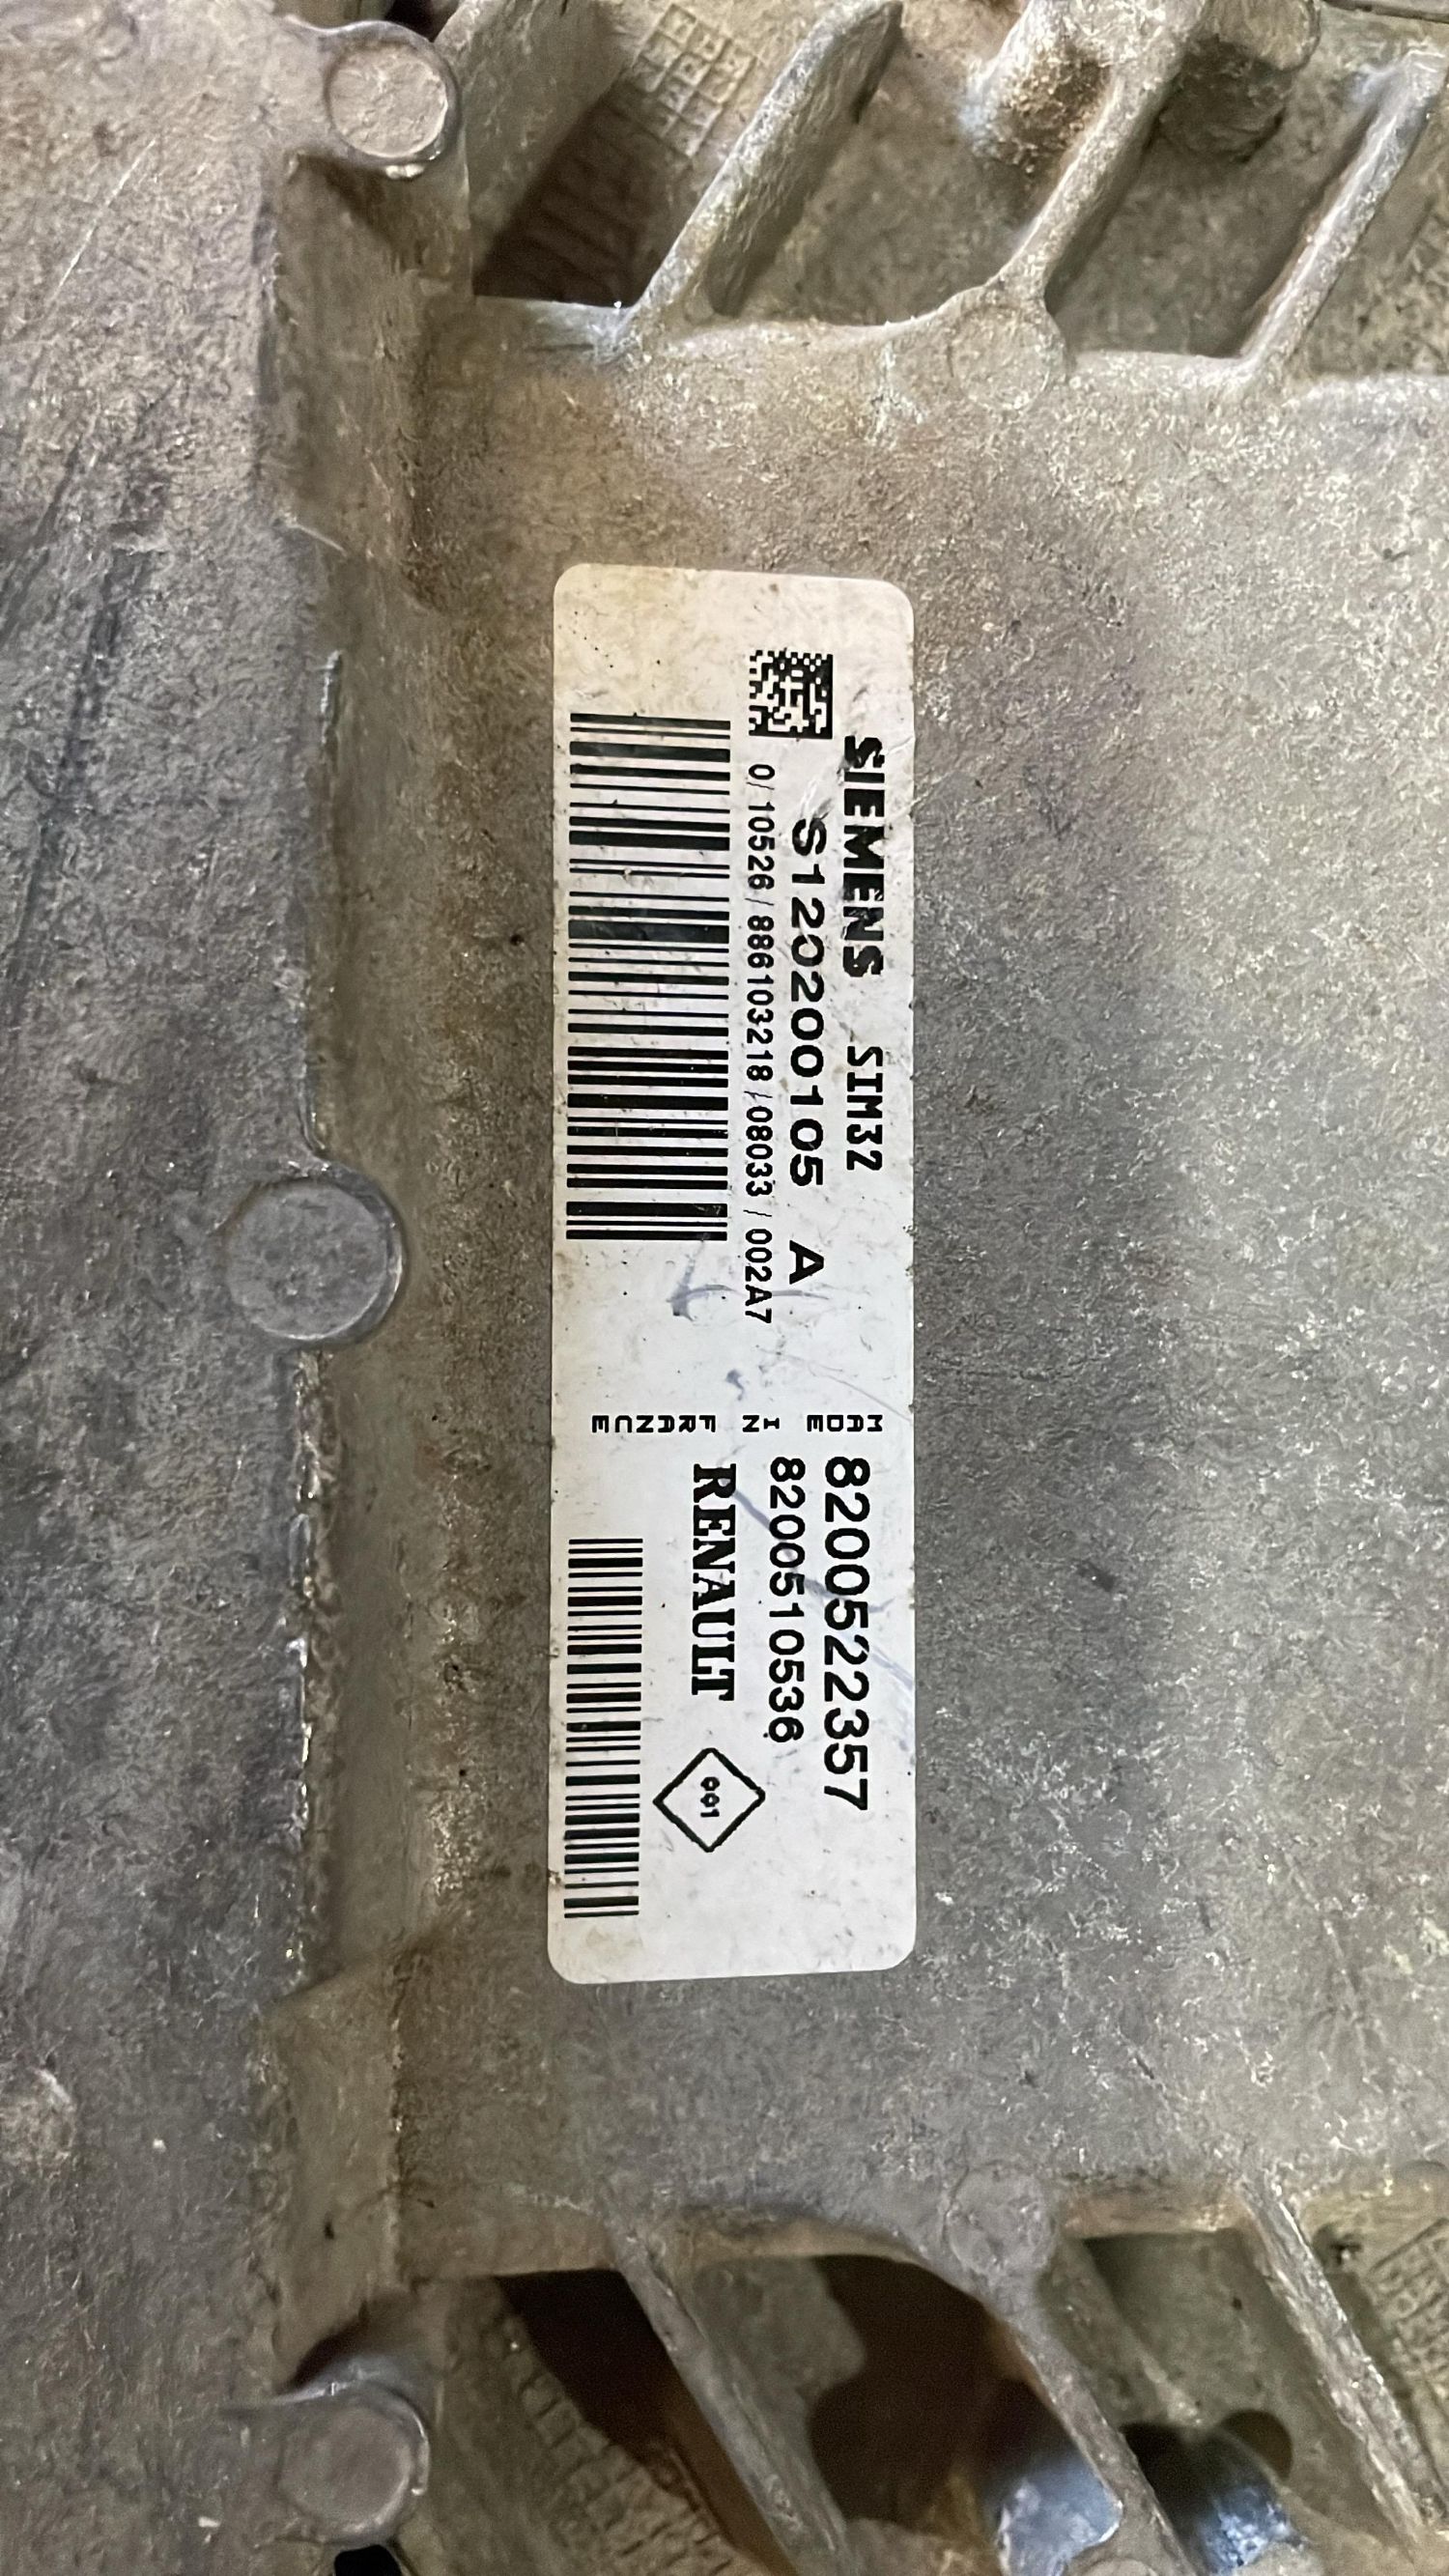 SIEMENS SIM32
S120200105 A
0/ 10526 / 886103218 / 08033 / 002A7
MADE IN FRANCE
8200522357
8200510536
RENAULT
001